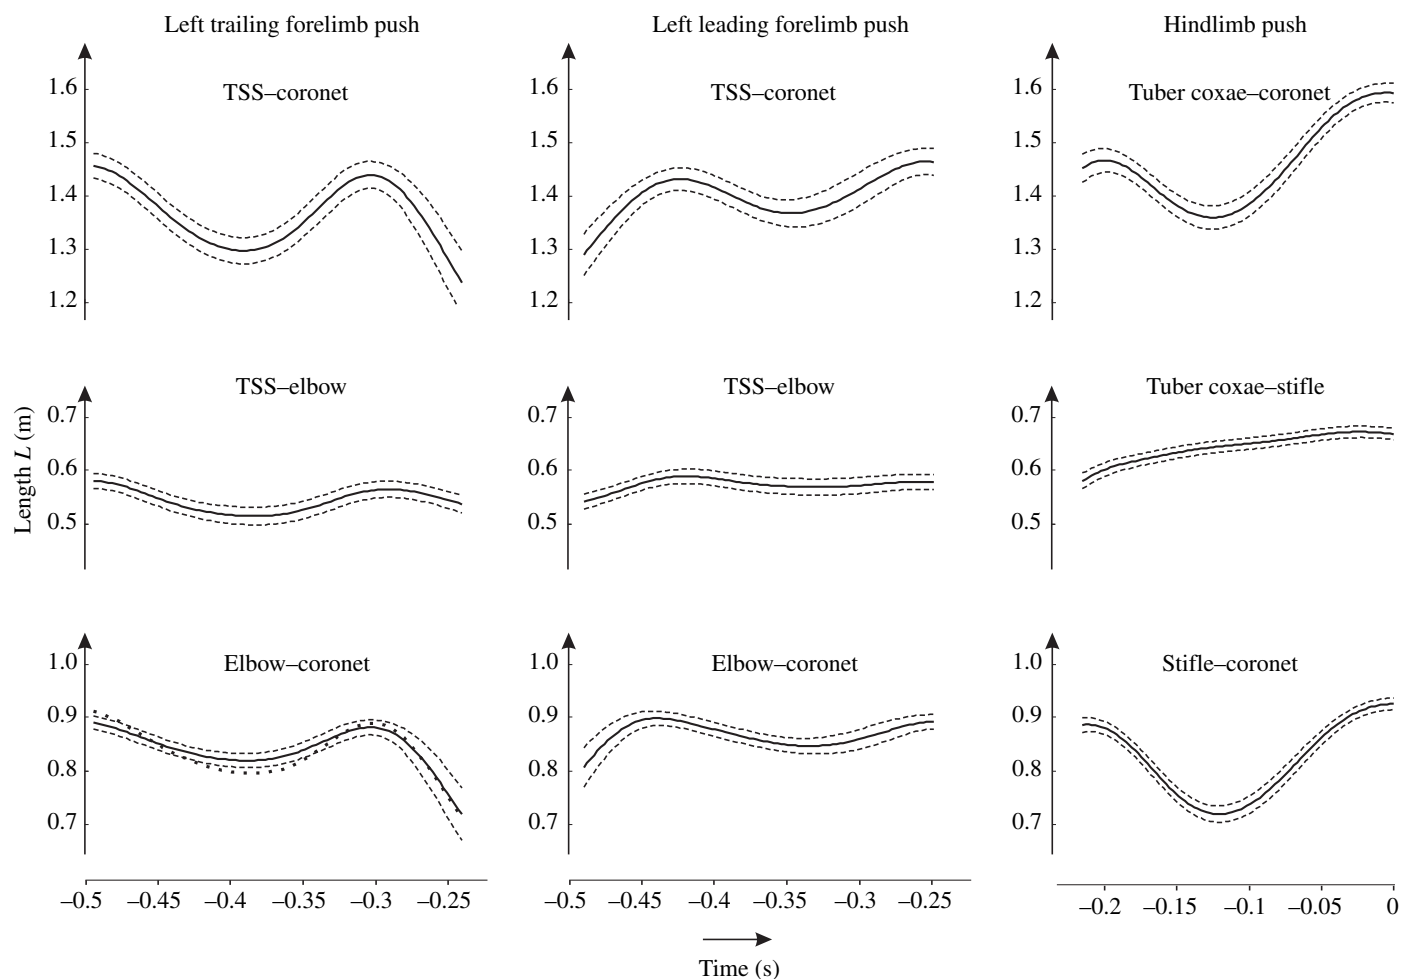 Left trailing forelimb push Left leading forelimb push Hindlimb push
TSS–coronet TSS–coronet Tuber coxae–coronet
1.6 1.6 1.6
1.5 1.5 1.5
1.4 1.4 1.4
1.3 1.3 1.3
1.2 1.2 1.2
TSS–elbow TSS–elbow Tuber coxae–stifle
Length L (m)
0.7 0.7 0.7
0.6 0.6 0.6
0.5 0.5 0.5
Elbow–coronet Elbow–coronet Stifle–coronet
1.0 1.0 1.0
0.9 0.9 0.9
0.8 0.8 0.8
0.7 0.7 0.7
–0.5 –0.45 –0.4 –0.35 –0.3 –0.25 –0.5 –0.45 –0.4 –0.35 –0.3 –0.25 –0.2 –0.15 –0.1 –0.05 0
Time (s)